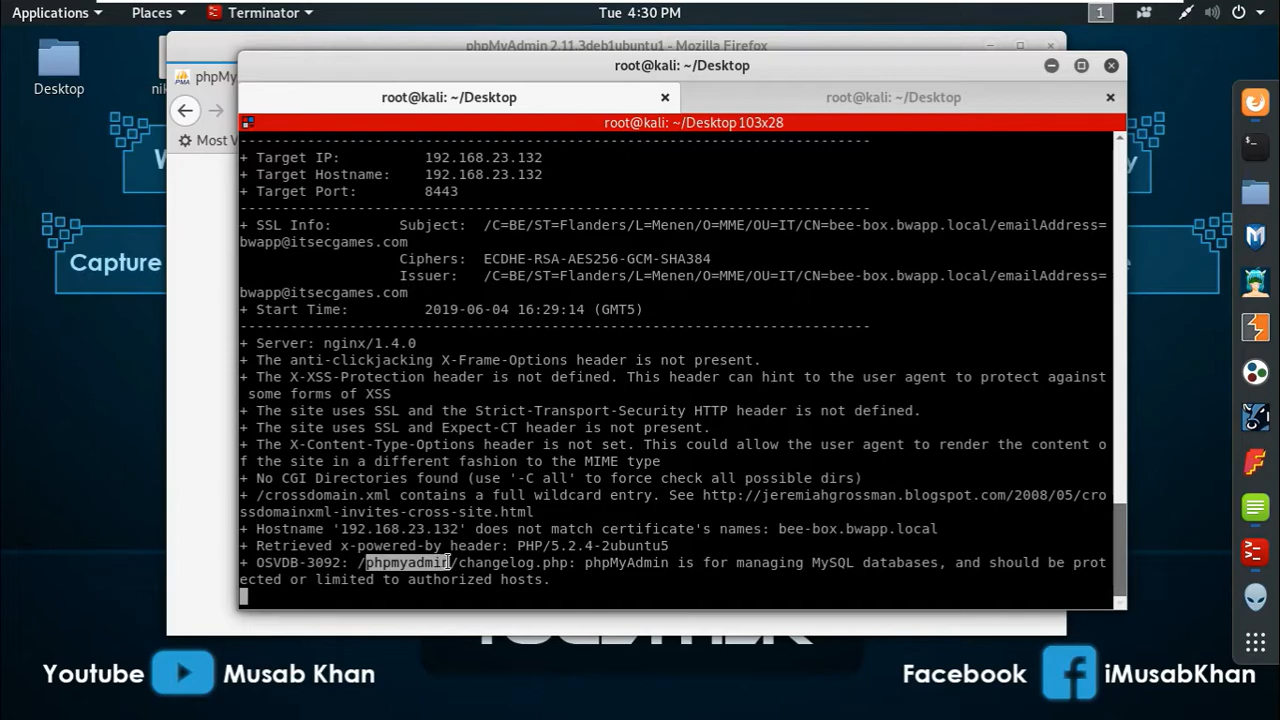 Applications Places Terminator Tue 4:30 PM 1
Desktop
phpMyAdmin 2.11.3deb1ubuntu1 - Mozilla Firefox
phpMy
Most
root@kali: ~/Desktop
root@kali: ~/Desktop root@kali: ~/Desktop
root@kali: ~/Desktop 103x28
--------------------------------------------------------------------------
+ Target IP: 192.168.23.132
+ Target Hostname: 192.168.23.132
+ Target Port: 8443
--------------------------------------------------------------------------
+ SSL Info: Subject: /C=BE/ST=Flanders/L=Menen/O=MME/OU=IT/CN=bee-box.bwapp.local/emailAddress=
bwapp@itsecgames.com
Ciphers: ECDHE-RSA-AES256-GCM-SHA384
Issuer: /C=BE/ST=Flanders/L=Menen/O=MME/OU=IT/CN=bee-box.bwapp.local/emailAddress=
bwapp@itsecgames.com
+ Start Time: 2019-06-04 16:29:14 (GMT5)
--------------------------------------------------------------------------
+ Server: nginx/1.4.0
+ The anti-clickjacking X-Frame-Options header is not present.
+ The X-XSS-Protection header is not defined. This header can hint to the user agent to protect against
some forms of XSS
+ The site uses SSL and the Strict-Transport-Security HTTP header is not defined.
+ The site uses SSL and Expect-CT header is not present.
+ The X-Content-Type-Options header is not set. This could allow the user agent to render the content o
f the site in a different fashion to the MIME type
+ No CGI Directories found (use '-C all' to force check all possible dirs)
+ /crossdomain.xml contains a full wildcard entry. See http://jeremiahgrossman.blogspot.com/2008/05/cro
ssdomainxml-invites-cross-site.html
+ Hostname '192.168.23.132' does not match certificate's names: bee-box.bwapp.local
+ Retrieved x-powered-by header: PHP/5.2.4-2ubuntu5
+ OSVDB-3092: /phpmyadmin/changelog.php: phpMyAdmin is for managing MySQL databases, and should be prot
ected or limited to authorized hosts.
Capture
Youtube Musab Khan
Facebook iMusabKhan